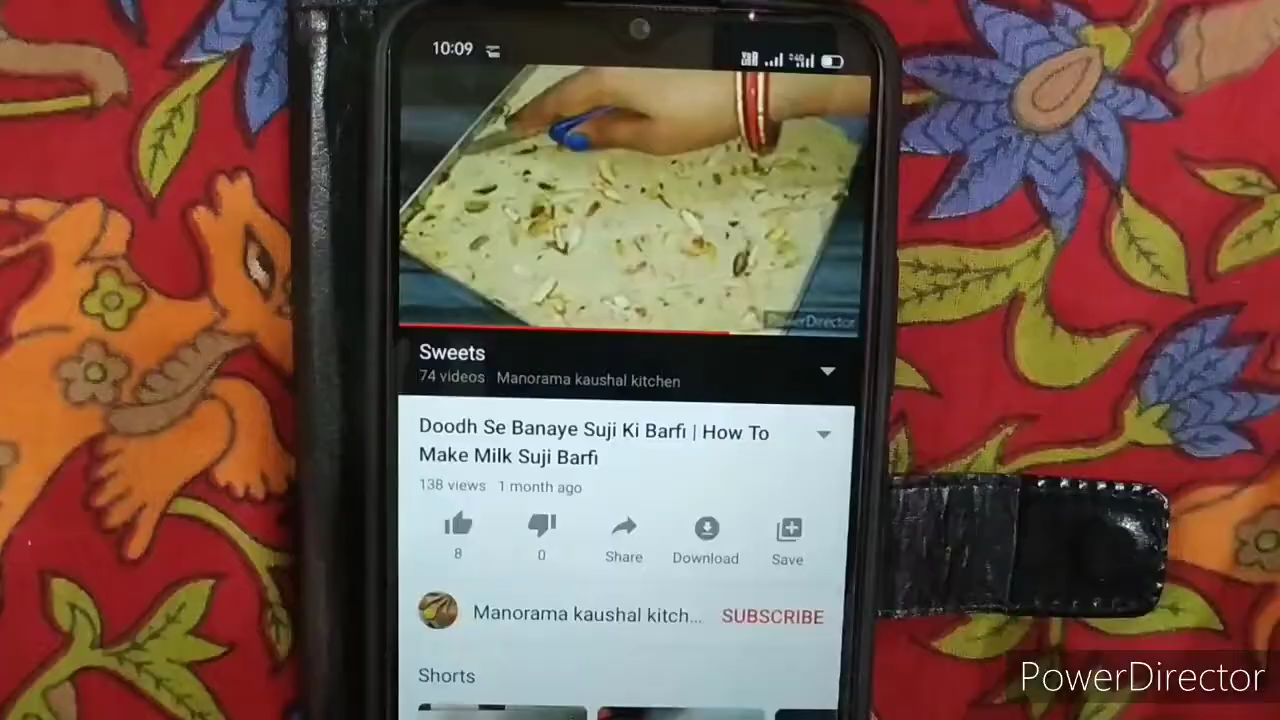 10:09
PowerDirector
Sweets
74 videos Manorama kaushal kitchen
Doodh Se Banaye Suji Ki Barfi | How To
Make Milk Suji Barfi
138 views 1 month ago
8
0
Share
Download
Save
Manorama kaushal kitch... SUBSCRIBE
Shorts
PowerDirector